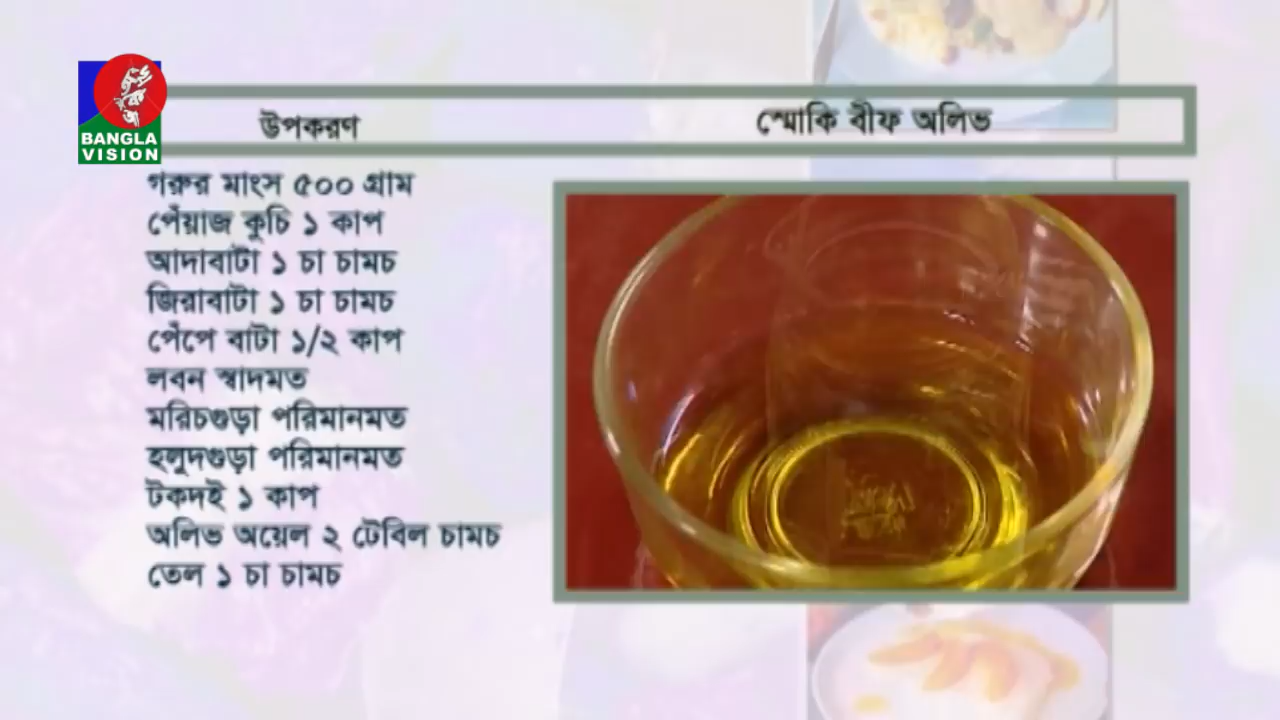 BANGLA
VISION
উপকরণ
স্মোকি বীফ অলিভ
গরুর মাংস ৫০০ গ্রাম
পেঁয়াজ কুচি ১ কাপ
আদাবাটা ১ চা চামচ
জিরাবাটা ১ চা চামচ
পেঁপে বাটা ১/২ কাপ
লবন স্বাদমত
মরিচগুড়া পরিমানমত
হলুদগুড়া পরিমানমত
টকদই ১ কাপ
অলিভ অয়েল ২ টেবিল চামচ
তেল ১ চা চামচ